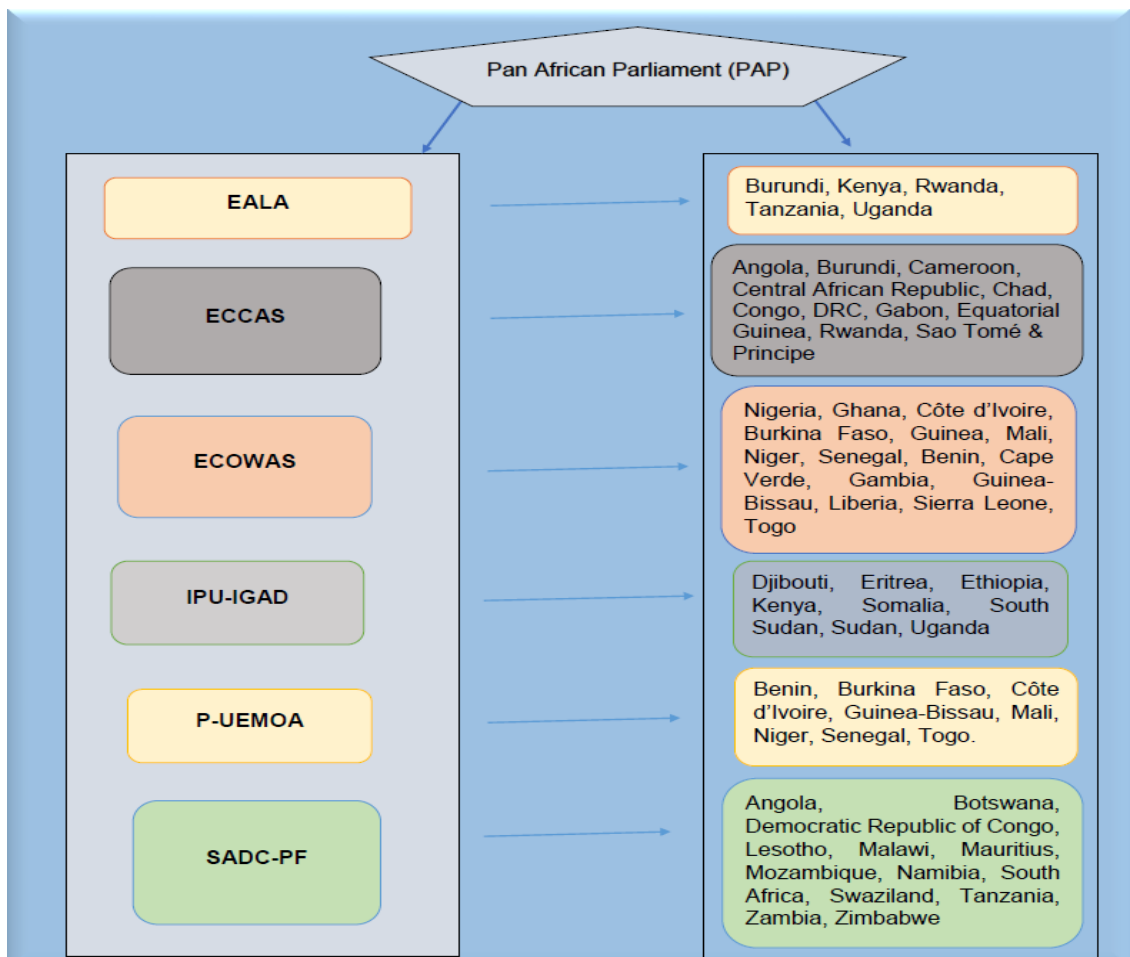 Pan African Parliament (PAP)
EALA
Burundi, Kenya, Rwanda,
Tanzania, Uganda
ECCAS
Angola, Burundi, Cameroon,
Central African Republic, Chad,
Congo, DRC, Gabon, Equatorial
Guinea, Rwanda, Sao Tomé &
Principe
ECOWAS
Nigeria, Ghana, Côte d’Ivoire,
Burkina Faso, Guinea, Mali,
Niger, Senegal, Benin, Cape
Verde, Gambia, Guinea-
Bissau, Liberia, Sierra Leone,
Togo
IPU-IGAD
Djibouti, Eritrea, Ethiopia,
Kenya, Somalia, South
Sudan, Sudan, Uganda
P-UEMOA
Benin, Burkina Faso, Côte
d’Ivoire, Guinea-Bissau, Mali,
Niger, Senegal, Togo.
SADC-PF
Angola, Botswana,
Democratic Republic of Congo,
Lesotho, Malawi, Mauritius,
Mozambique, Namibia, South
Africa, Swaziland, Tanzania,
Zambia, Zimbabwe